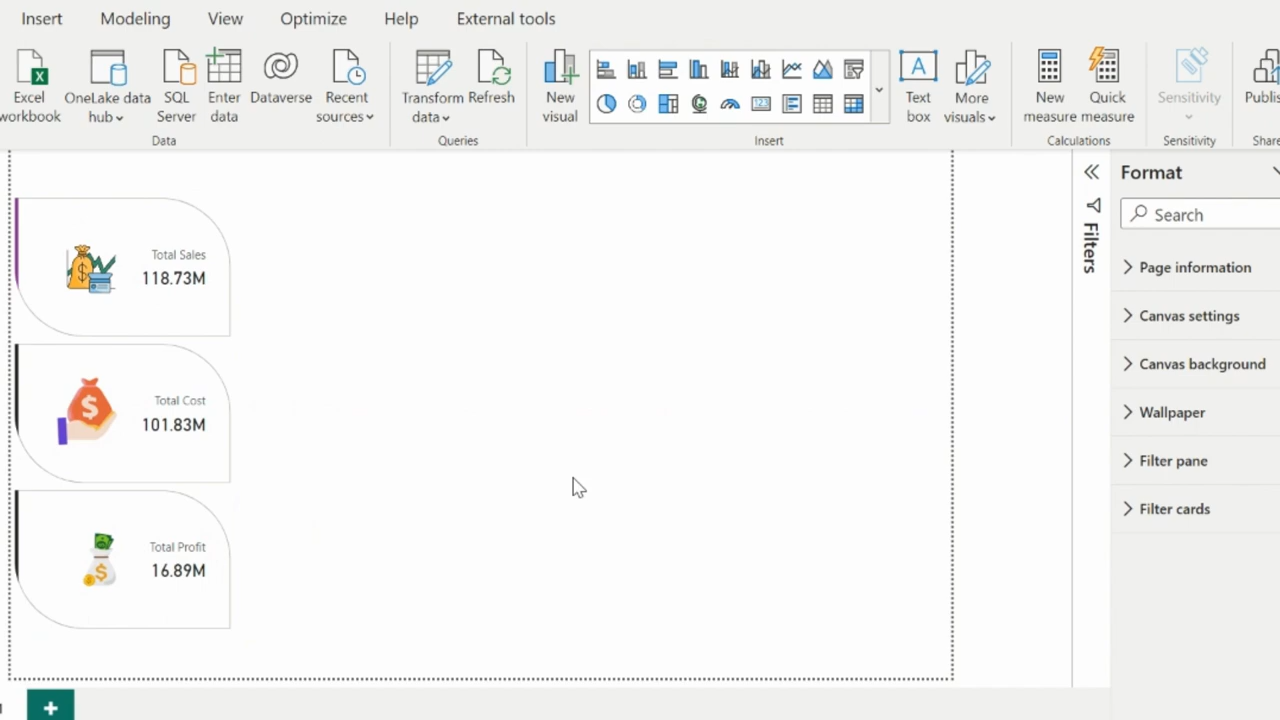 Insert Modeling View Optimize Help External tools
Excel workbook
OneLake data hub
SQL Server
Enter data
Dataverse
Recent sources
Transform data
Refresh
New visual
123
A
Text box
More visuals
New measure
Quick measure
Sensitivity
Data
Queries
Insert
Calculations
Sensitivity
Format
Search
Filters
Page information
Canvas settings
Canvas background
Wallpaper
Filter pane
Filter cards
Total Sales
118.73M
Total Cost
101.83M
Total Profit
16.89M
$
$
$
+